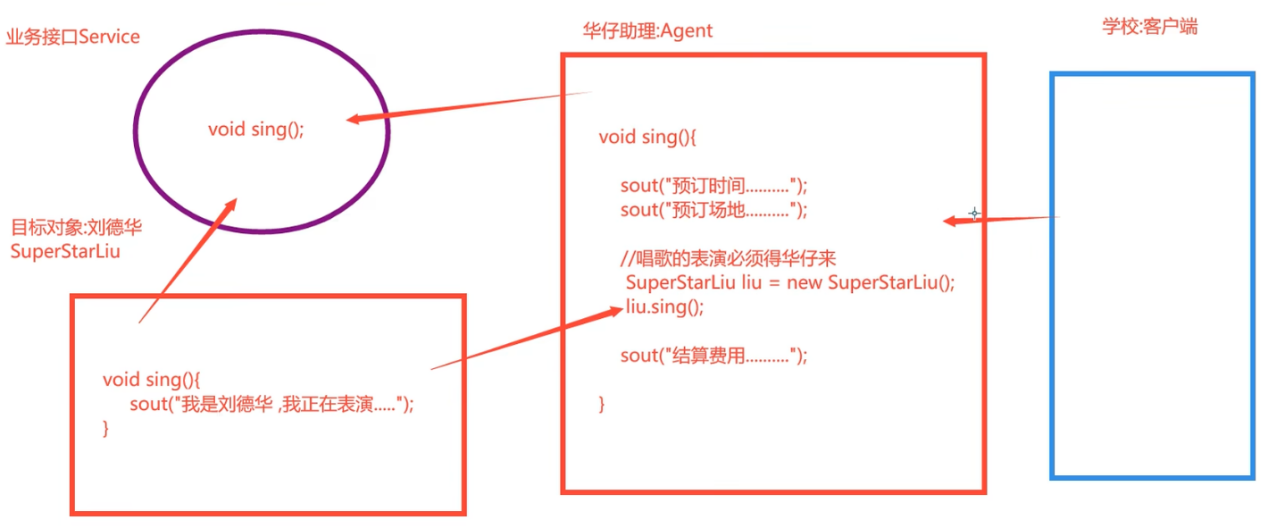 业务接口Service
void sing();
目标对象:刘德华
SuperStarLiu
void sing(){
sout("我是刘德华 ,我正在表演.....");
}
华仔助理:Agent
void sing(){
sout("预订时间..........");
sout("预订场地..........");
//唱歌的表演必须得华仔来
SuperStarLiu liu = new SuperStarLiu();
liu.sing();
sout("结算费用..........");
}
学校:客户端